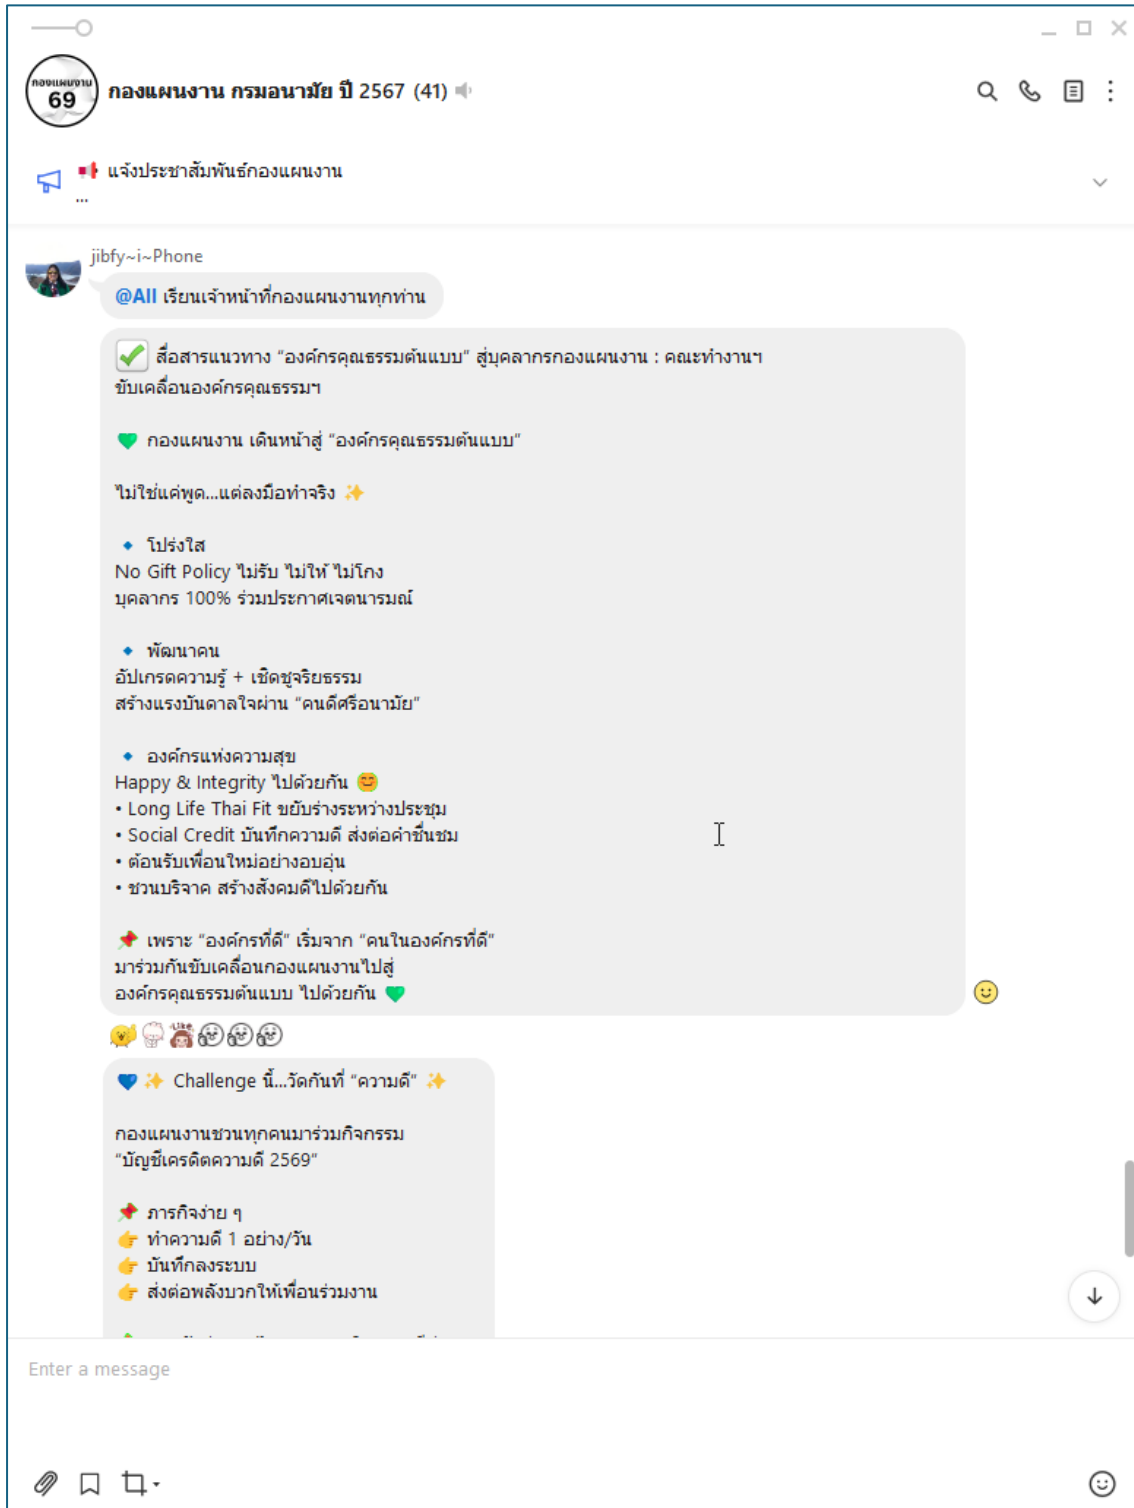 กองแผนงาน
69
กองแผนงาน กรมอนามัย ปี 2567 (41)
แจ้งประชาสัมพันธ์กองแผนงาน
...
jibfy~i~Phone
@All เรียนเจ้าหน้าที่กองแผนงานทุกท่าน
สื่อสารแนวทาง “องค์กรคุณธรรมต้นแบบ” สู่บุคลากรกองแผนงาน : คณะทำงานฯ
ขับเคลื่อนองค์กรคุณธรรมฯ
กองแผนงาน เดินหน้าสู่ “องค์กรคุณธรรมต้นแบบ”
ไม่ใช่แค่พูด...แต่ลงมือทำจริง
โปร่งใส
No Gift Policy ไม่รับ ไม่ให้ ไม่โกง
บุคลากร 100% ร่วมประกาศเจตนารมณ์
พัฒนาคน
อัปเกรดความรู้ + เชิดชูจริยธรรม
สร้างแรงบันดาลใจผ่าน “คนดีศรีอนามัย”
องค์กรแห่งความสุข
Happy & Integrity ไปด้วยกัน
• Long Life Thai Fit ขยับร่างระหว่างประชุม
• Social Credit บันทึกความดี ส่งต่อคำชื่นชม
• ต้อนรับเพื่อนใหม่อย่างอบอุ่น
• ชวนบริจาค สร้างสังคมดีไปด้วยกัน
เพราะ “องค์กรที่ดี” เริ่มจาก “คนในองค์กรที่ดี”
มาร่วมกันขับเคลื่อนกองแผนงานไปสู่
องค์กรคุณธรรมต้นแบบ ไปด้วยกัน
Challenge นี้...วัดกันที่ “ความดี”
กองแผนงานชวนทุกคนมาร่วมกิจกรรม
“บัญชีเครดิตความดี 2569”
ภารกิจง่าย ๆ
ทำความดี 1 อย่าง/วัน
บันทึกลงระบบ
ส่งต่อพลังบวกให้เพื่อนร่วมงาน
Enter a message